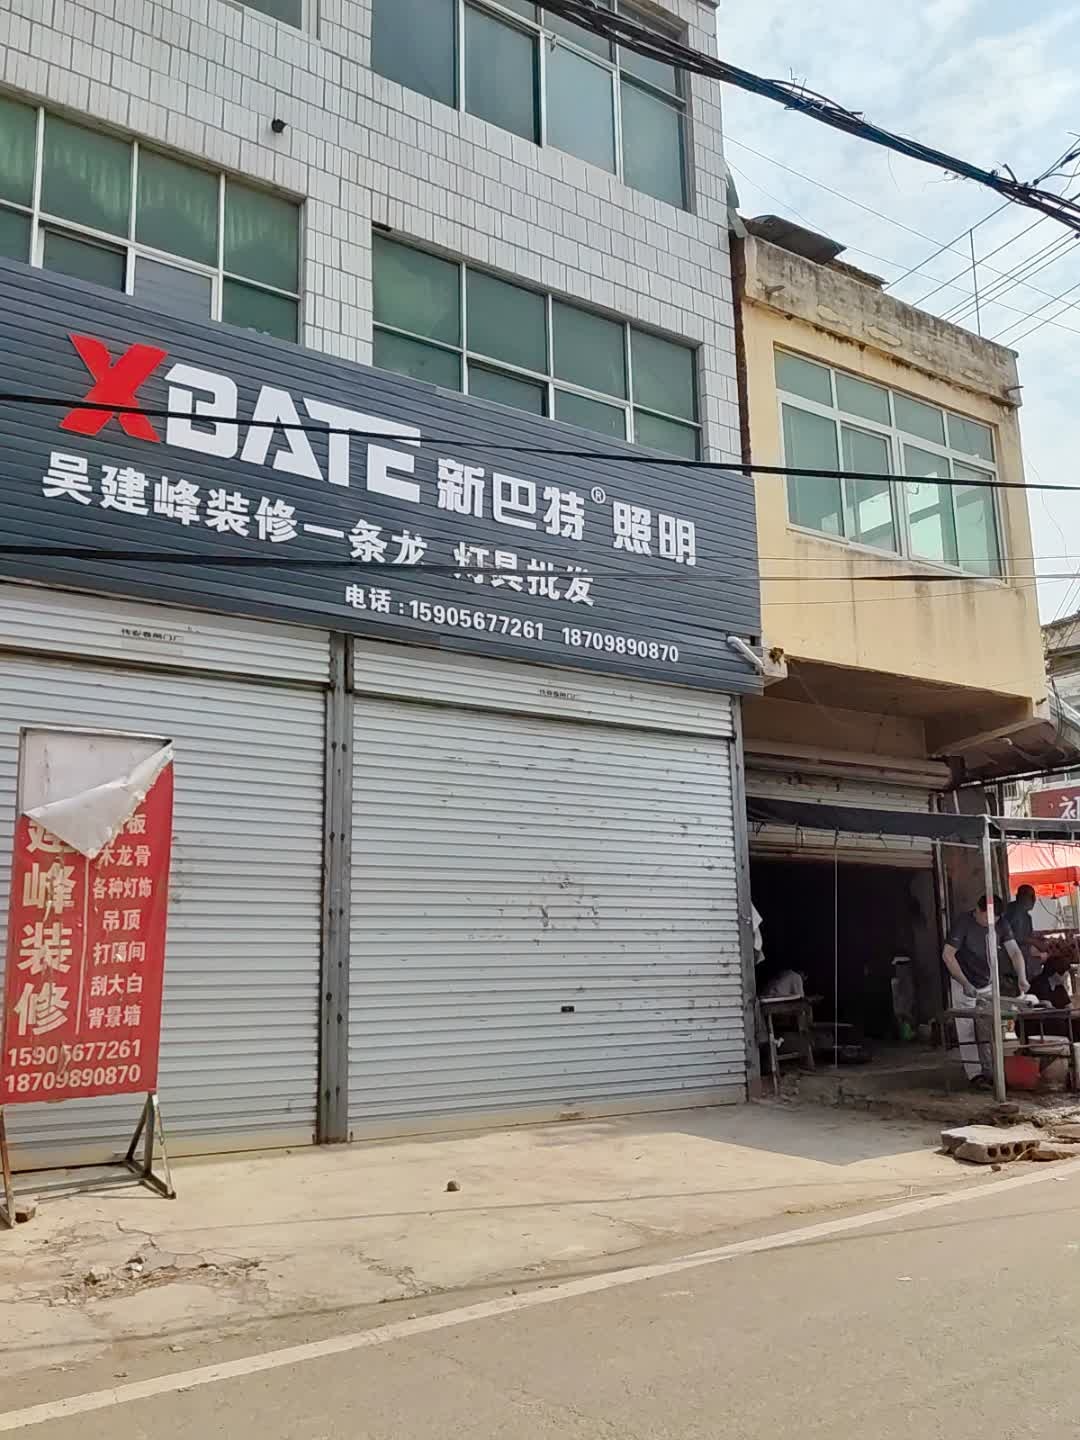 XBATE 新巴特® 照明
吴建峰装修一条龙 灯具批发
电话：15905677261 18709890870
建峰装修
板
木龙骨
各种灯饰
吊顶
打隔间
刮大白
背景墙
15905677261
18709890870